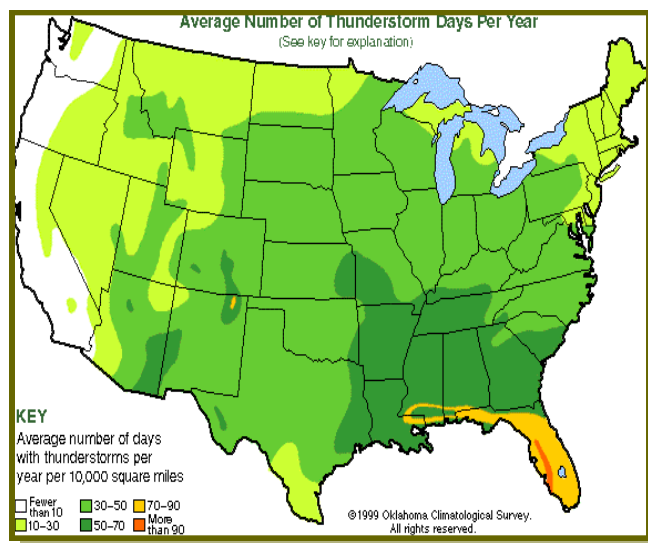 Average Number of Thunderstorm Days Per Year
(See key for explanation)
KEY
Average number of days
with thunderstorms per
year per 10,000 square miles
Fewer than 10
30–50
70–90
10–30
50–70
More than 90
©1999 Oklahoma Climatological Survey.
All rights reserved.